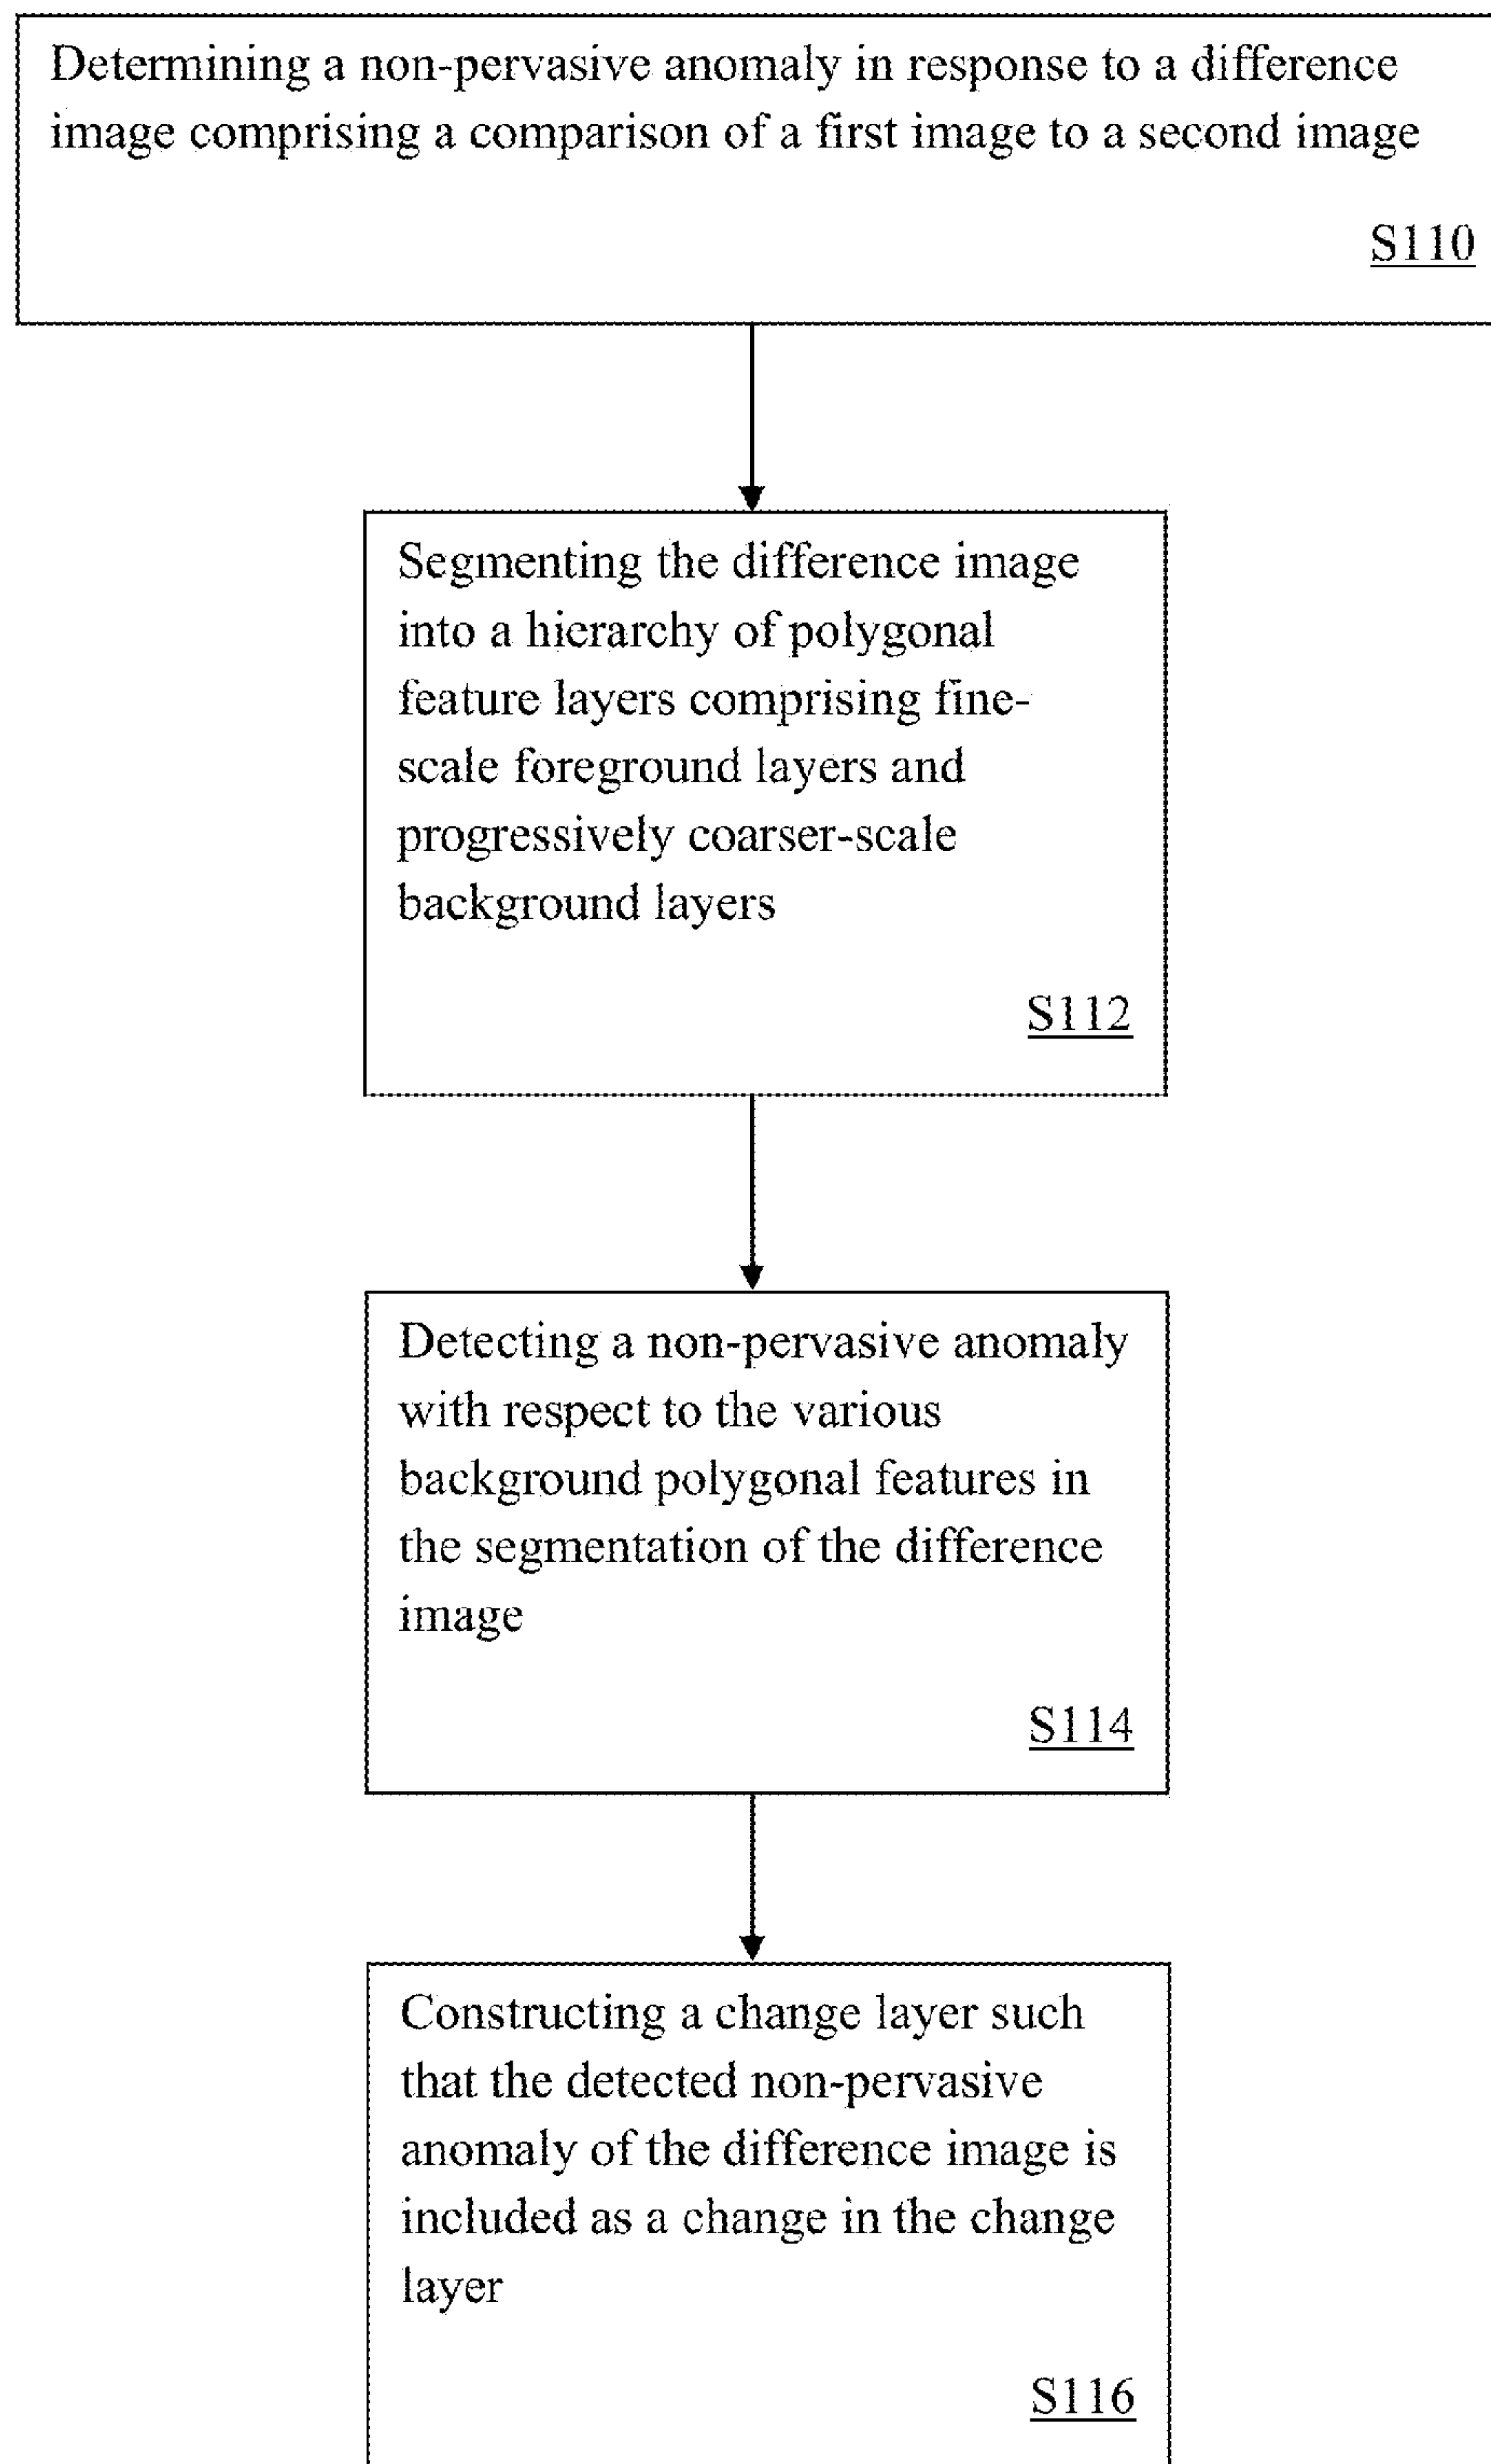 Determining a non-pervasive anomaly in response to a difference
image comprising a comparison of a first image to a second image
S110
Segmenting the difference image
into a hierarchy of polygonal
feature layers comprising fine-
scale foreground layers and
progressively coarser-scale
background layers
S112
Detecting a non-pervasive anomaly
with respect to the various
background polygonal features in
the segmentation of the difference
image
S114
Constructing a change layer such
that the detected non-pervasive
anomaly of the difference image is
included as a change in the change
layer
S116